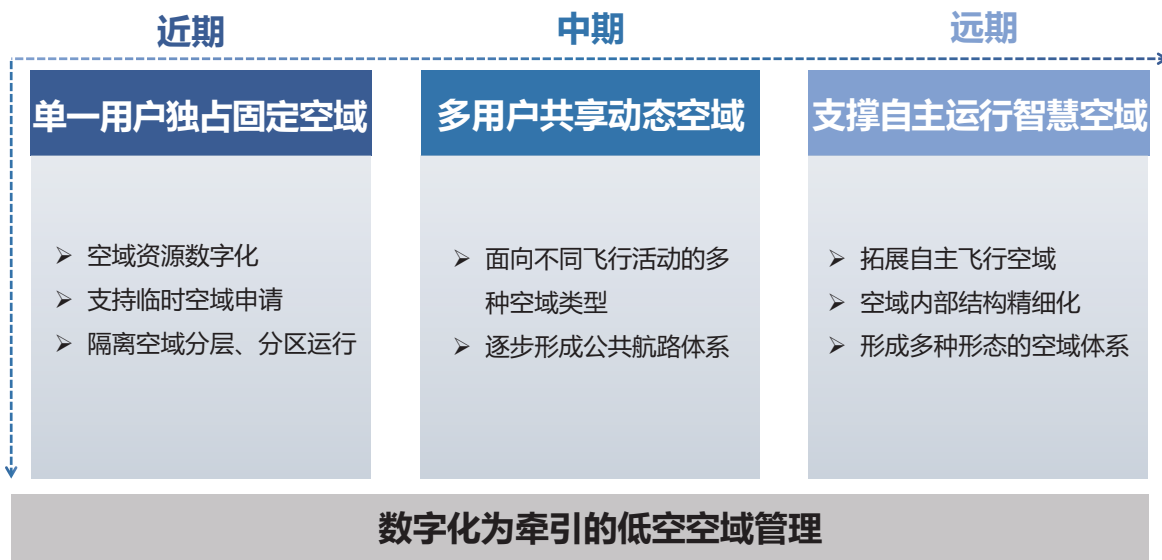 近期
中期
远期
单一用户独占固定空域
多用户共享动态空域
支撑自主运行智慧空域
➢ 空域资源数字化
➢ 支持临时空域申请
➢ 隔离空域分层、分区运行
➢ 面向不同飞行活动的多
种空域类型
➢ 逐步形成公共航路体系
➢ 拓展自主飞行空域
➢ 空域内部结构精细化
➢ 形成多种形态的空域体系
数字化为牵引的低空空域管理